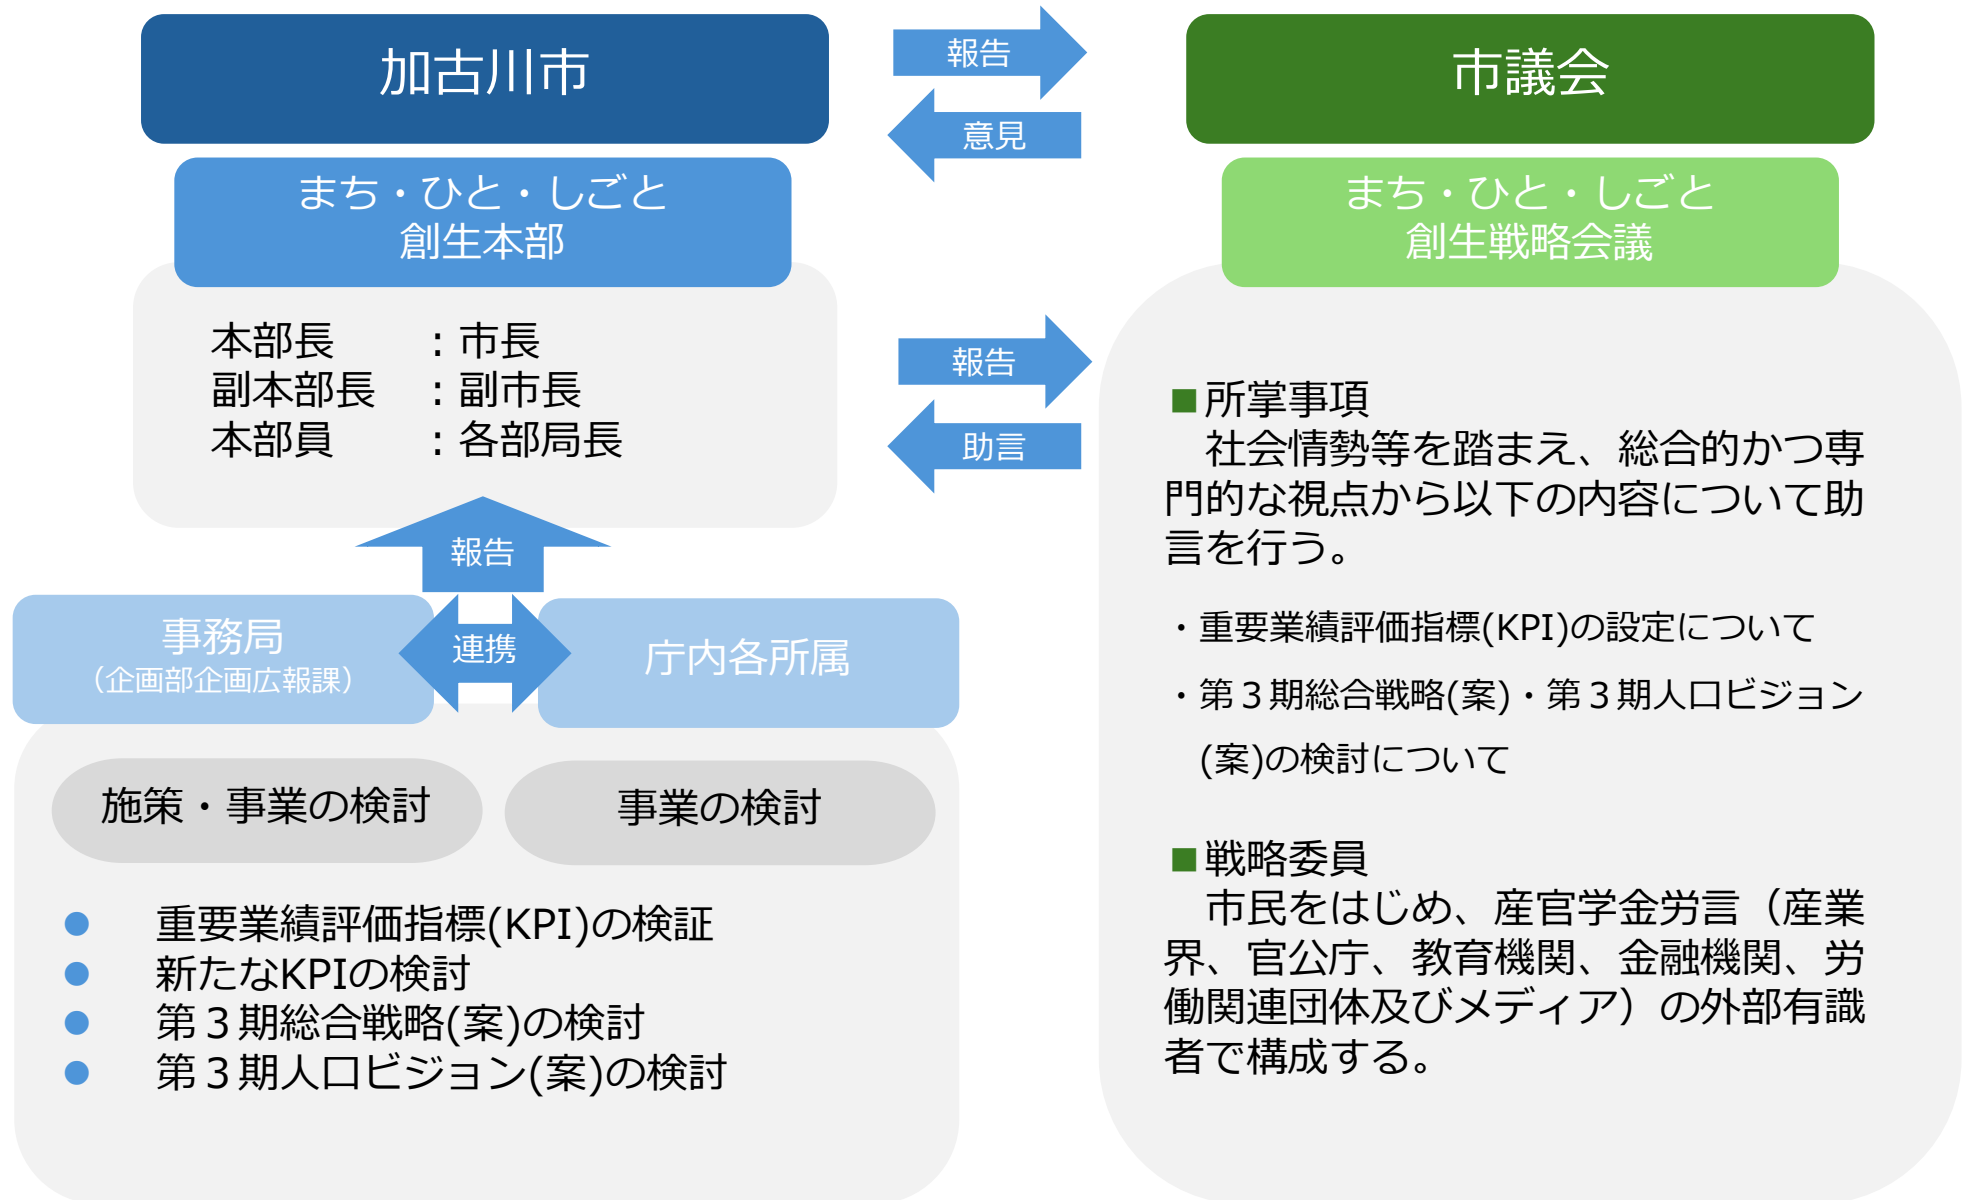 加古川市
報告
意見
市議会
まち・ひと・しごと
創生本部
本部長　　：市長
副本部長　：副市長
本部員　　：各部局長
報告
助言
まち・ひと・しごと
創生戦略会議
■所掌事項
社会情勢等を踏まえ、総合的かつ専
門的な視点から以下の内容について助
言を行う。
・重要業績評価指標(KPI)の設定について
・第３期総合戦略(案)・第３期人口ビジョン
(案)の検討について
■戦略委員
市民をはじめ、産官学金労言（産業
界、官公庁、教育機関、金融機関、労
働関連団体及びメディア）の外部有識
者で構成する。
報告
事務局
（企画部企画広報課）
連携
庁内各所属
施策・事業の検討
事業の検討
● 重要業績評価指標(KPI)の検証
● 新たなKPIの検討
● 第３期総合戦略(案)の検討
● 第３期人口ビジョン(案)の検討